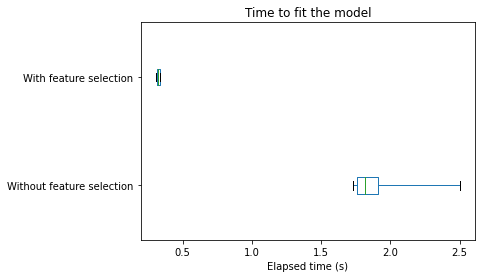 Time to fit the model
With feature selection
Without feature selection
0.5 1.0 1.5 2.0 2.5
Elapsed time (s)